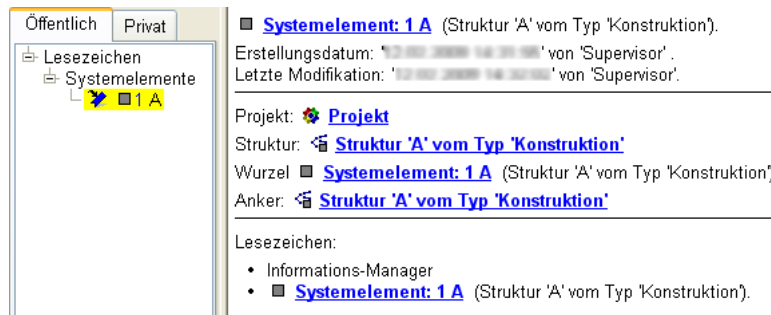 Öffentlich Privat
Lesezeichen
Systemelemente
1 A
Systemelement: 1 A (Struktur 'A' vom Typ 'Konstruktion').
Erstellungsdatum: ' ' von 'Supervisor' .
Letzte Modifikation: ' ' von 'Supervisor'.
Projekt: Projekt
Struktur: Struktur 'A' vom Typ 'Konstruktion'
Wurzel Systemelement: 1 A (Struktur 'A' vom Typ 'Konstruktion')
Anker: Struktur 'A' vom Typ 'Konstruktion'
Lesezeichen:
• Informations-Manager
• Systemelement: 1 A (Struktur 'A' vom Typ 'Konstruktion').